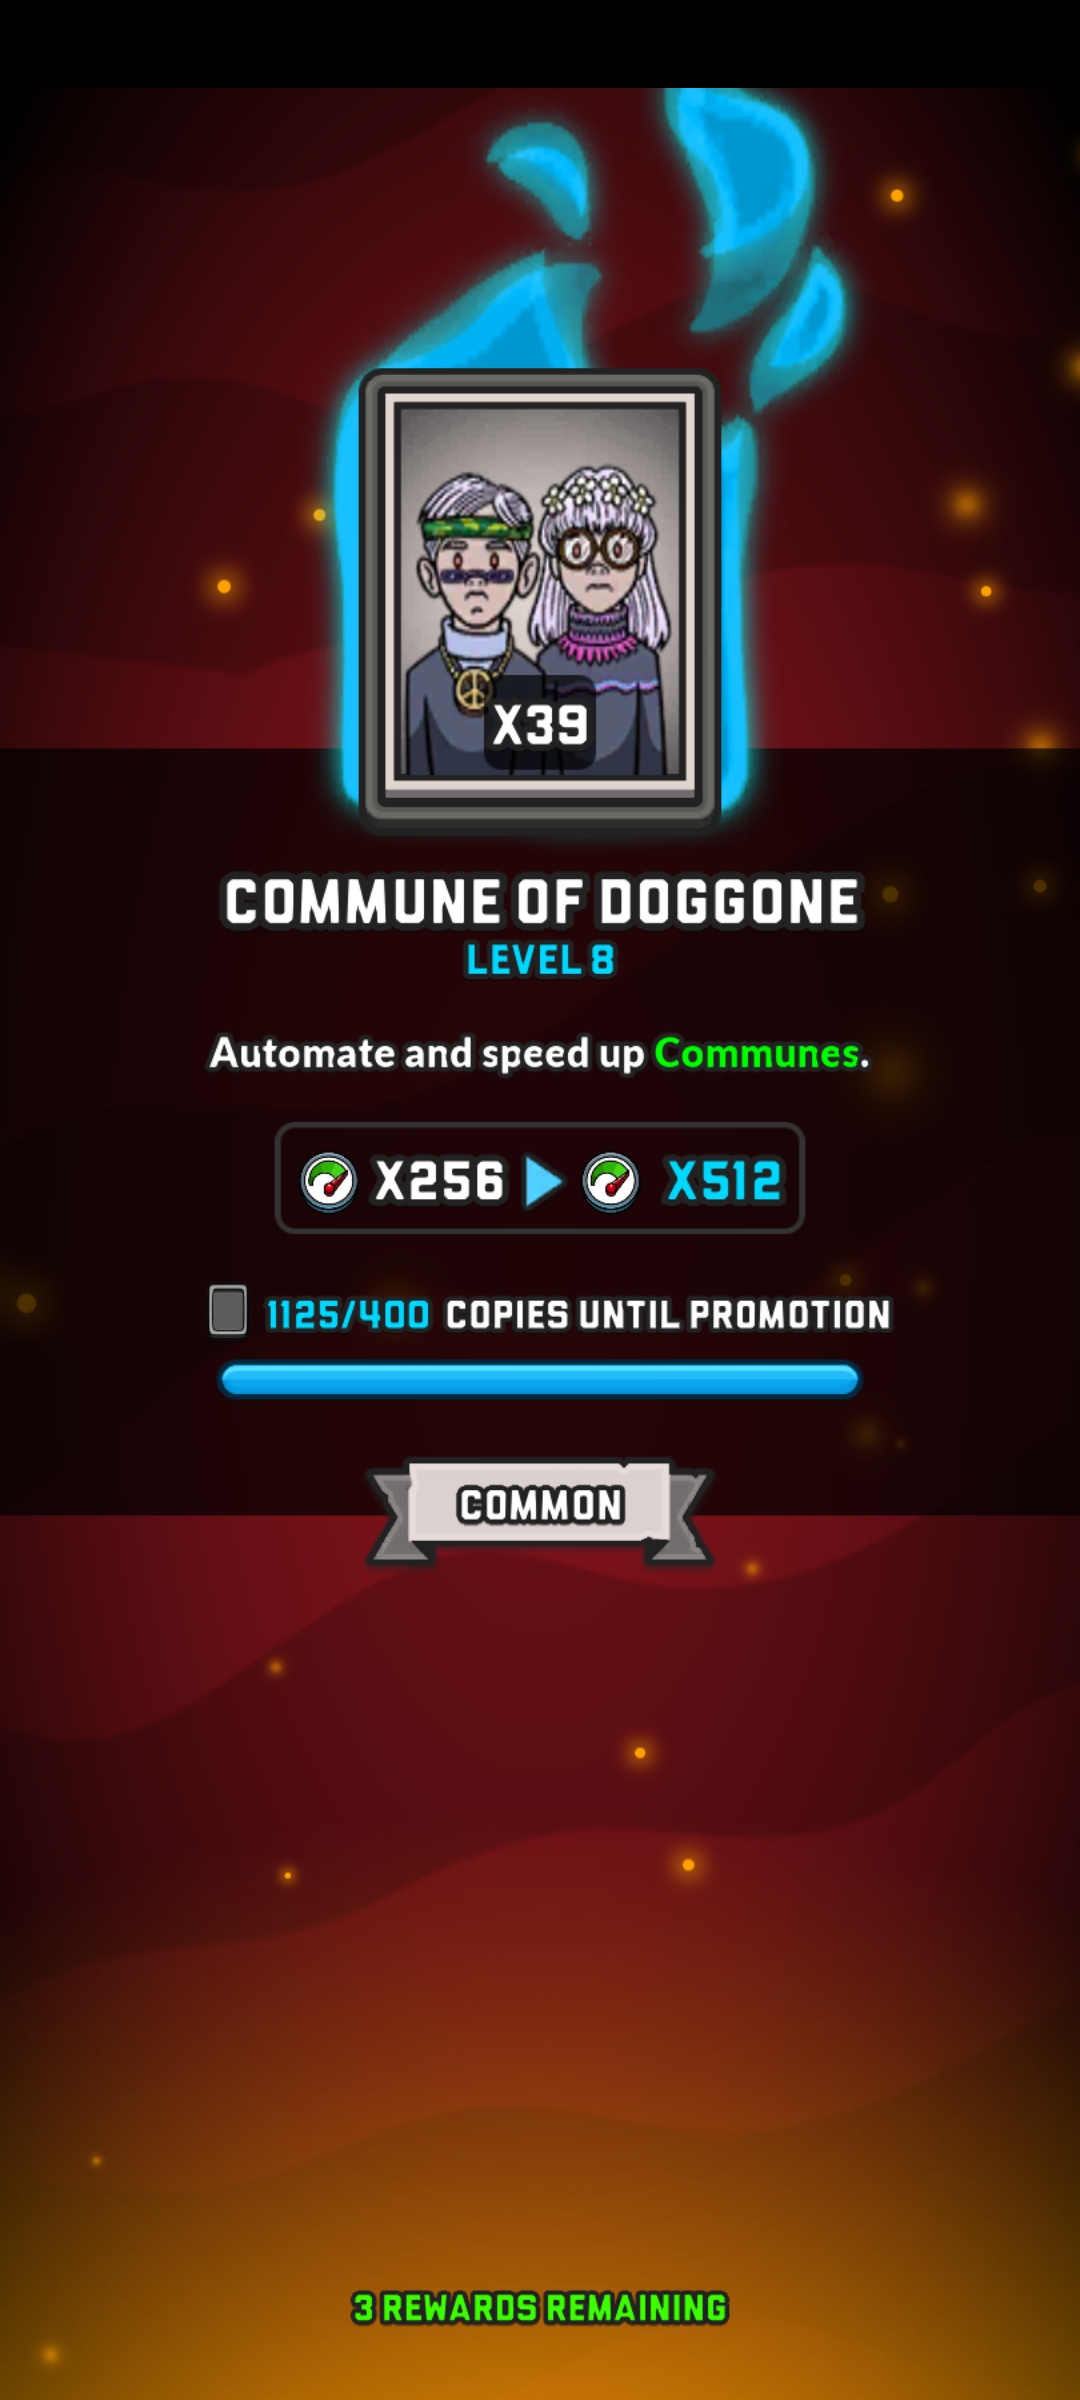 X39
COMMUNE OF DOGGONE
LEVEL 8
Automate and speed up Communes.
X256 X512
1125/400 COPIES UNTIL PROMOTION
COMMON
3 REWARDS REMAINING